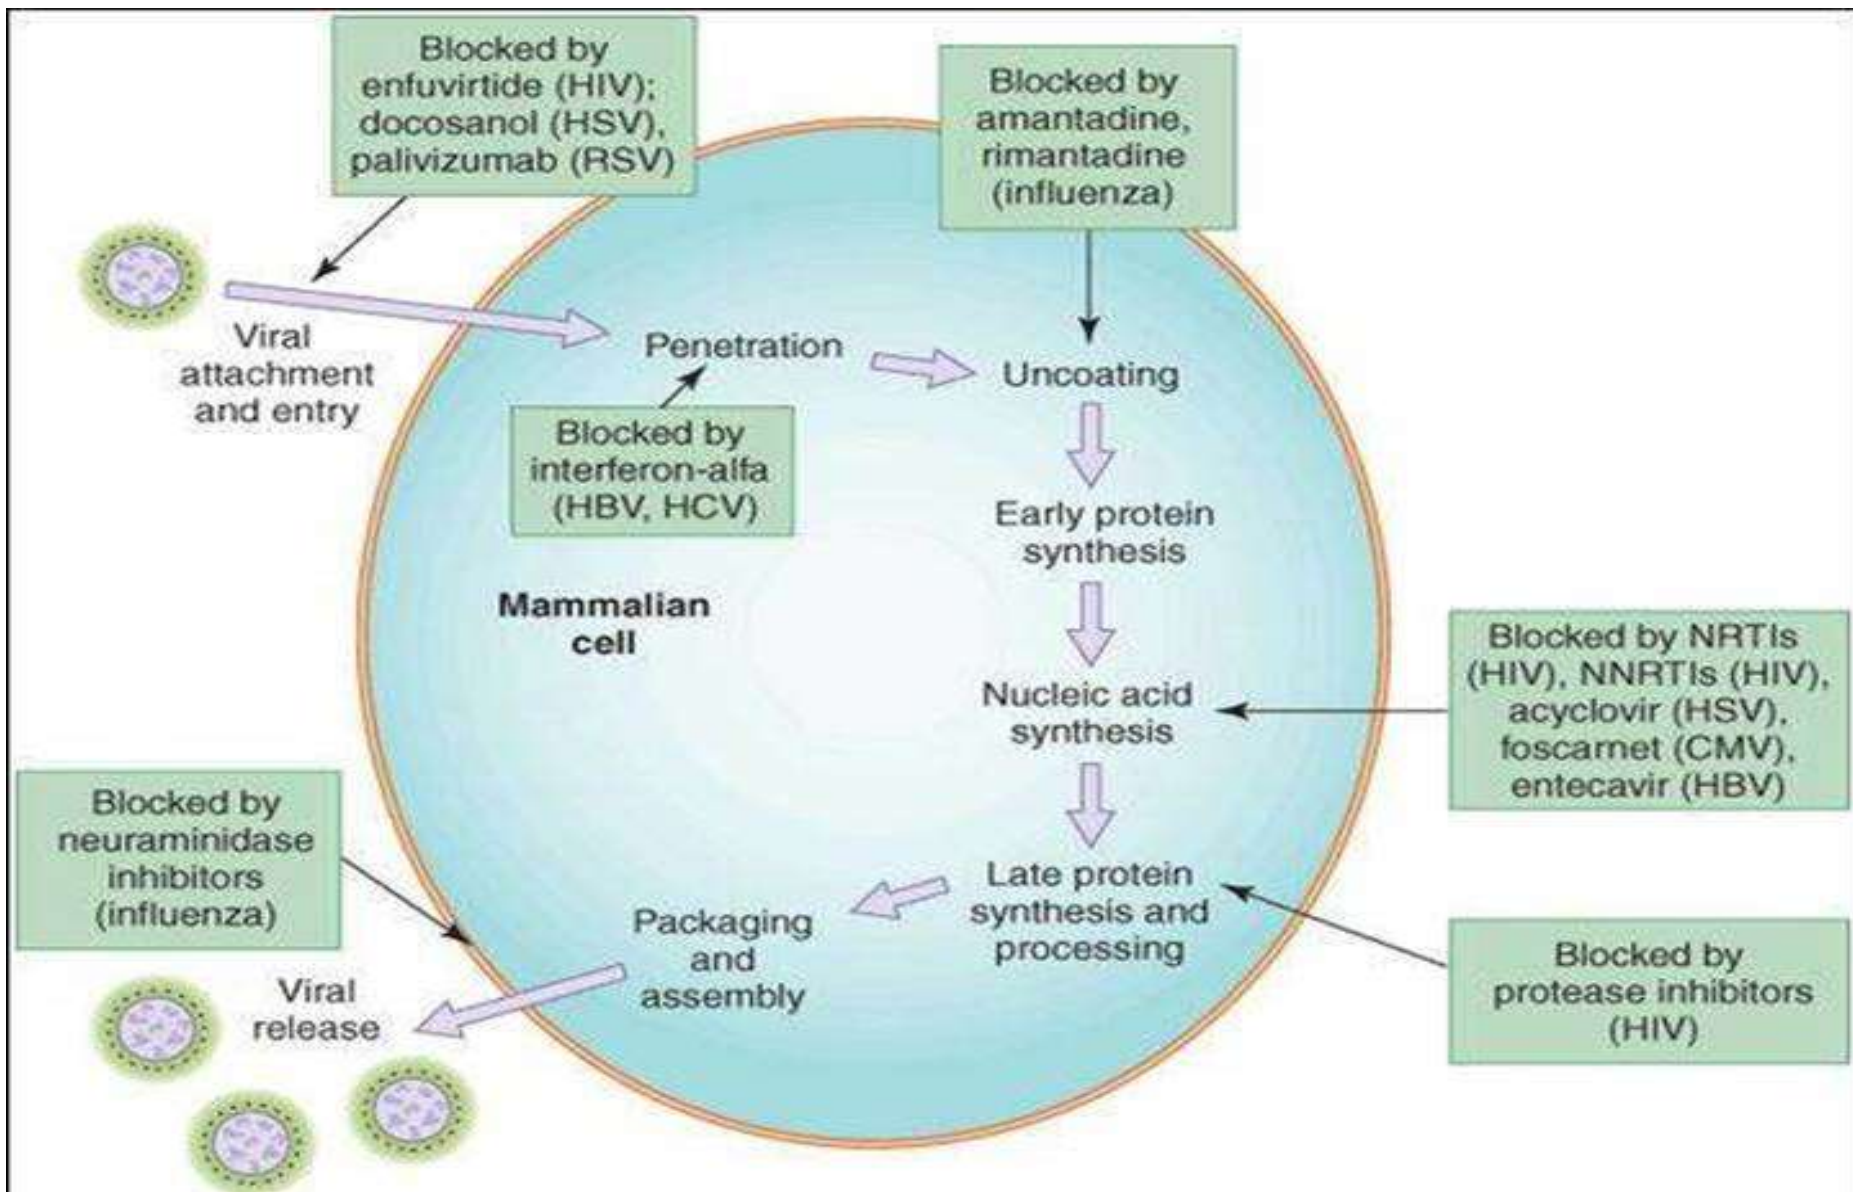 Blocked by
enfuvirtide (HIV);
docosanol (HSV),
palivizumab (RSV)
Blocked by
amantadine,
rimantadine
(influenza)
Viral
attachment
and entry
Penetration
Uncoating
Blocked by
interferon-alfa
(HBV, HCV)
Early protein
synthesis
Mammalian
cell
Nucleic acid
synthesis
Blocked by NRTIs
(HIV), NNRTIs (HIV),
acyclovir (HSV),
foscarnet (CMV),
entecavir (HBV)
Late protein
synthesis and
processing
Blocked by
protease inhibitors
(HIV)
Packaging
and
assembly
Blocked by
neuraminidase
inhibitors
(influenza)
Viral
release